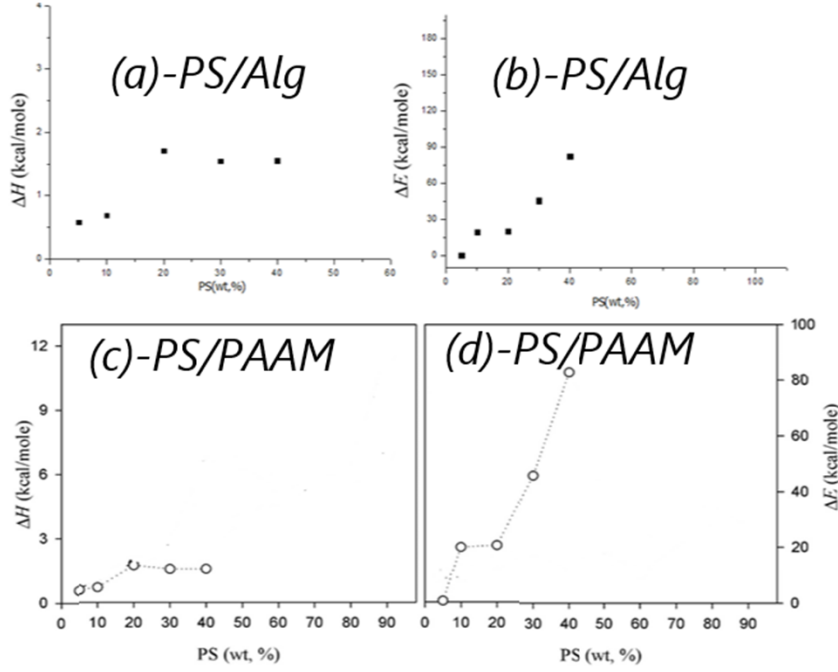 (a)-PS/Alg
ΔH (kcal/mole)
4
3
2
1
0
0 10 20 30 40 50 60
PS(wt,%)
(b)-PS/Alg
ΔE (kcal/mole)
180
150
120
90
60
30
0
0 20 40 60 80 100
PS(wt,%)
(c)-PS/PAAM
ΔH (kcal/mole)
12
9
6
3
0
0 10 20 30 40 50 60 70 80 90
PS (wt, %)
(d)-PS/PAAM
100
80
60
40
20
0
ΔE (kcal/mole)
0 10 20 30 40 50 60 70 80 90
PS (wt, %)